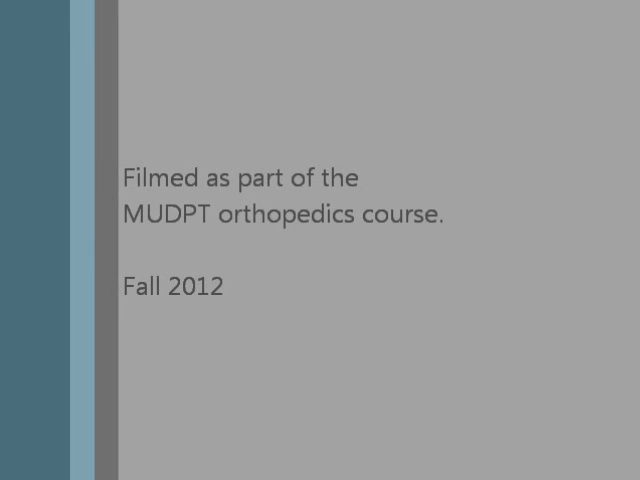 Filmed as part of the
MUDPT orthopedics course.
Fall 2012